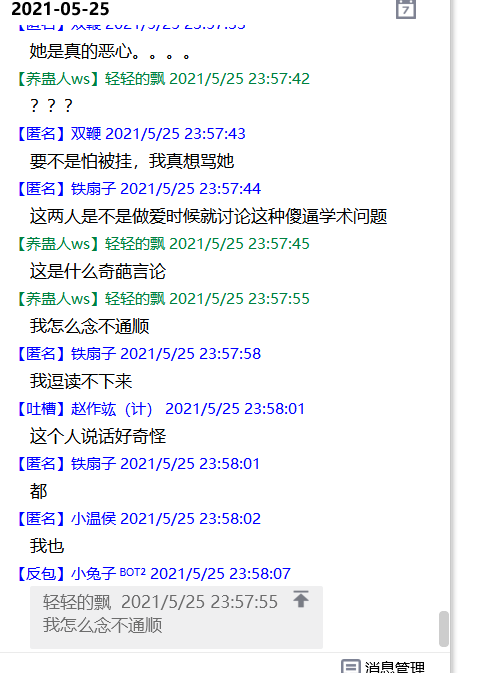 2021-05-25
7
【匿名】双鞭 2021/5/25 23:57:35
她是真的恶心。。。。
【养蛊人ws】轻轻的飘 2021/5/25 23:57:42
？？？
【匿名】双鞭 2021/5/25 23:57:43
要不是怕被挂，我真想骂她
【匿名】铁扇子 2021/5/25 23:57:44
这两人是不是做爱时候就讨论这种傻逼学术问题
【养蛊人ws】轻轻的飘 2021/5/25 23:57:45
这是什么奇葩言论
【养蛊人ws】轻轻的飘 2021/5/25 23:57:55
我怎么念不通顺
【匿名】铁扇子 2021/5/25 23:57:58
我逗读不下来
【吐槽】赵作竑（计） 2021/5/25 23:58:01
这个人说话好奇怪
【匿名】铁扇子 2021/5/25 23:58:01
都
【匿名】小温侯 2021/5/25 23:58:02
我也
【反包】小兔子 ᴮᴼᵀ² 2021/5/25 23:58:07
轻轻的飘 2021/5/25 23:57:55
我怎么念不通顺
消息管理